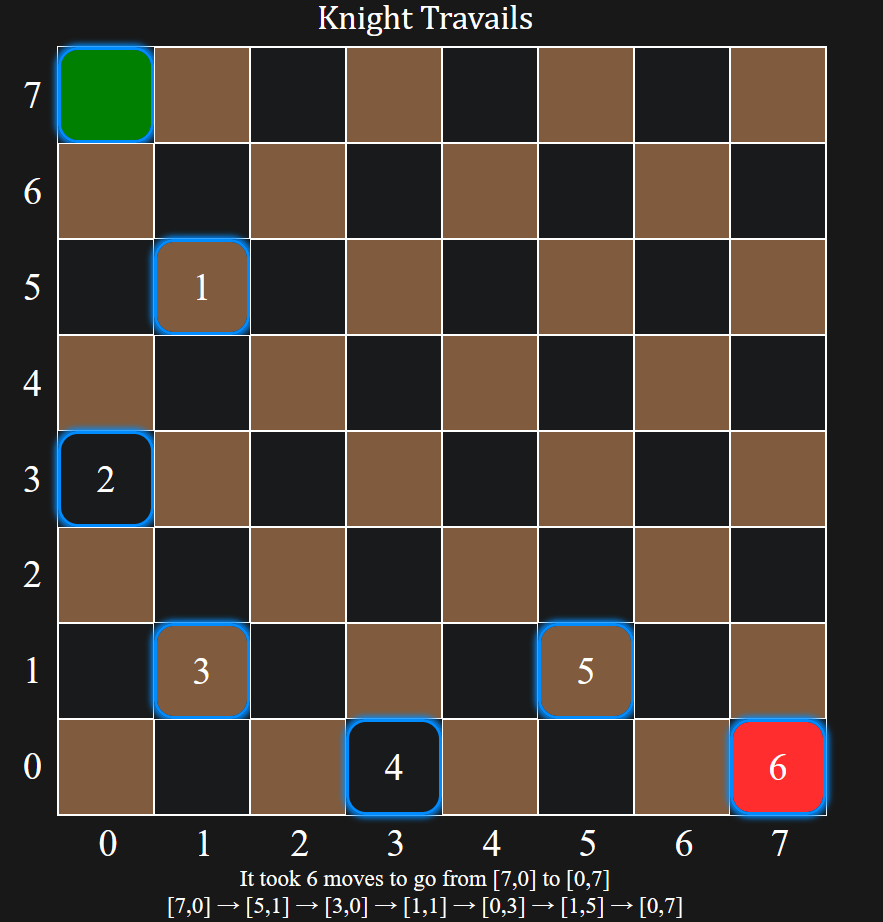 Knight Travails
7
6
5 1
4
3 2
2
1 3 5
0 4 6
0 1 2 3 4 5 6 7
It took 6 moves to go from [7,0] to [0,7]
[7,0] → [5,1] → [3,0] → [1,1] → [0,3] → [1,5] → [0,7]